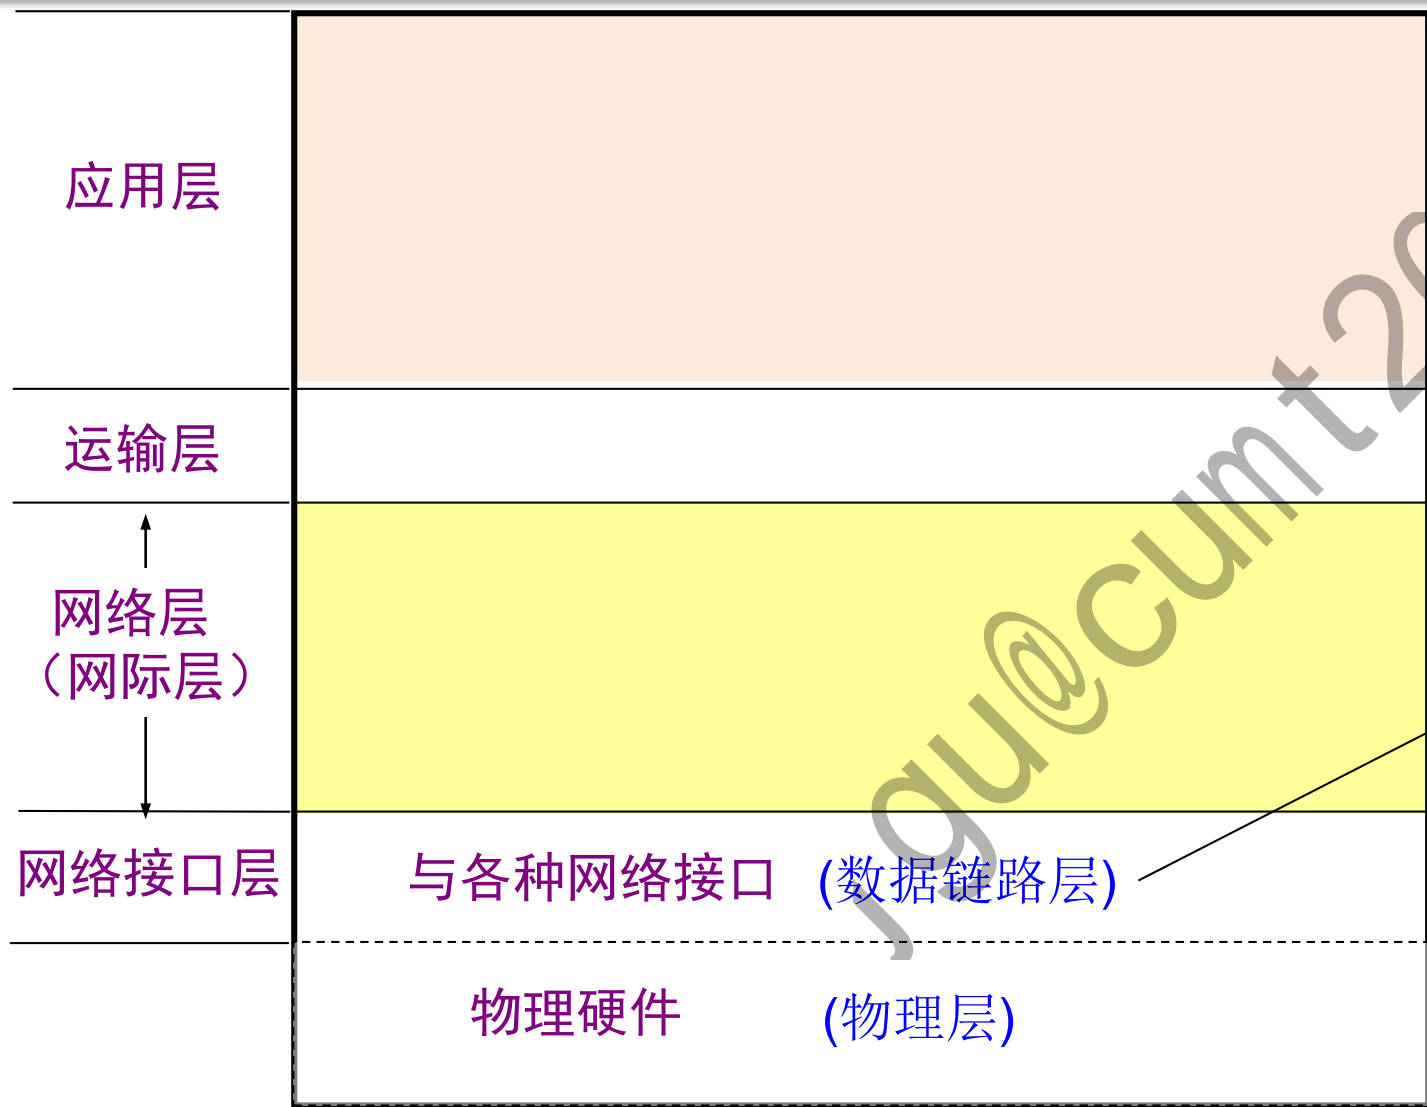 应用层
运输层
网络层
（网际层）
网络接口层
与各种网络接口 (数据链路层)
物理硬件 (物理层)
jgu@cumt20